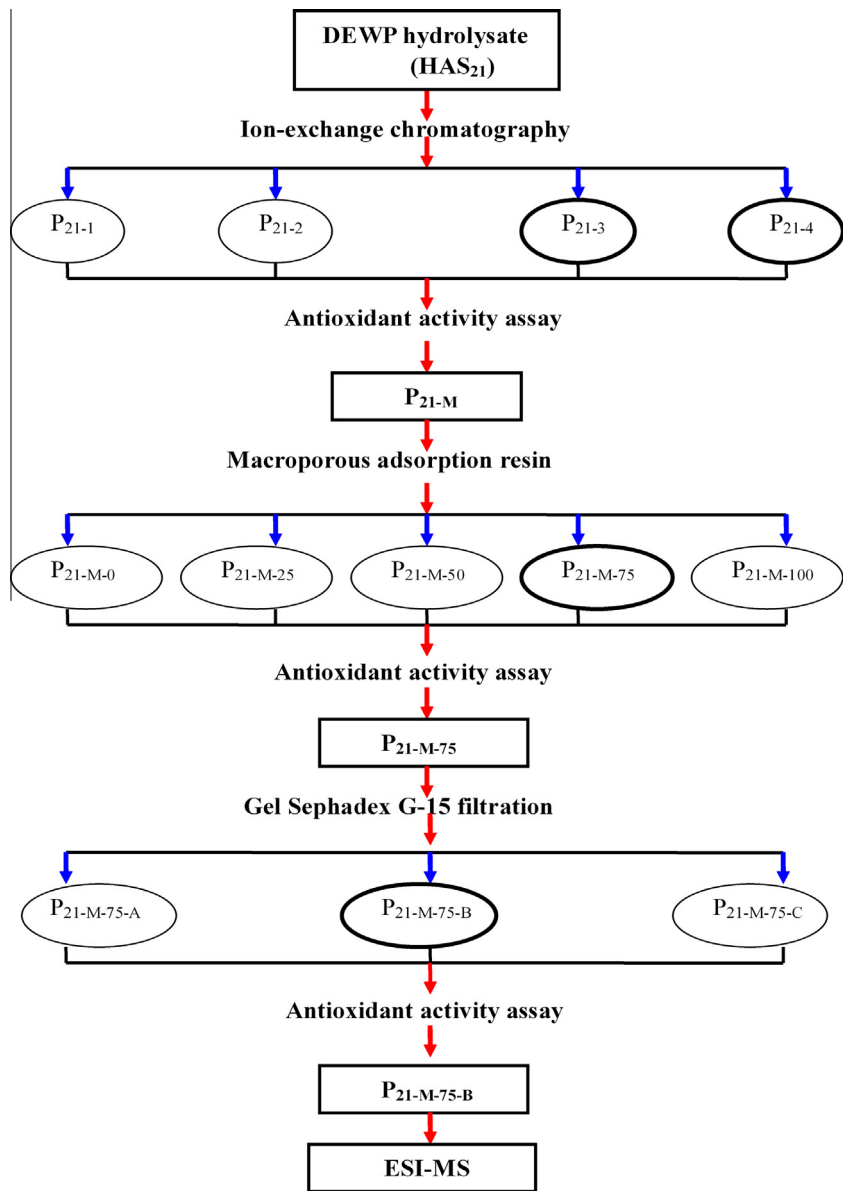 DEWP hydrolysate
(HAS₂₁)
Ion-exchange chromatography
P₂₁₋₁ P₂₁₋₂ P₂₁₋₃ P₂₁₋₄
Antioxidant activity assay
P₂₁₋M
Macroporous adsorption resin
P₂₁₋M₋₀ P₂₁₋M₋₂₅ P₂₁₋M₋₅₀ P₂₁₋M₋₇₅ P₂₁₋M₋₁₀₀
Antioxidant activity assay
P₂₁₋M₋₇₅
Gel Sephadex G-15 filtration
P₂₁₋M₋₇₅₋A P₂₁₋M₋₇₅₋B P₂₁₋M₋₇₅₋C
Antioxidant activity assay
P₂₁₋M₋₇₅₋B
ESI-MS